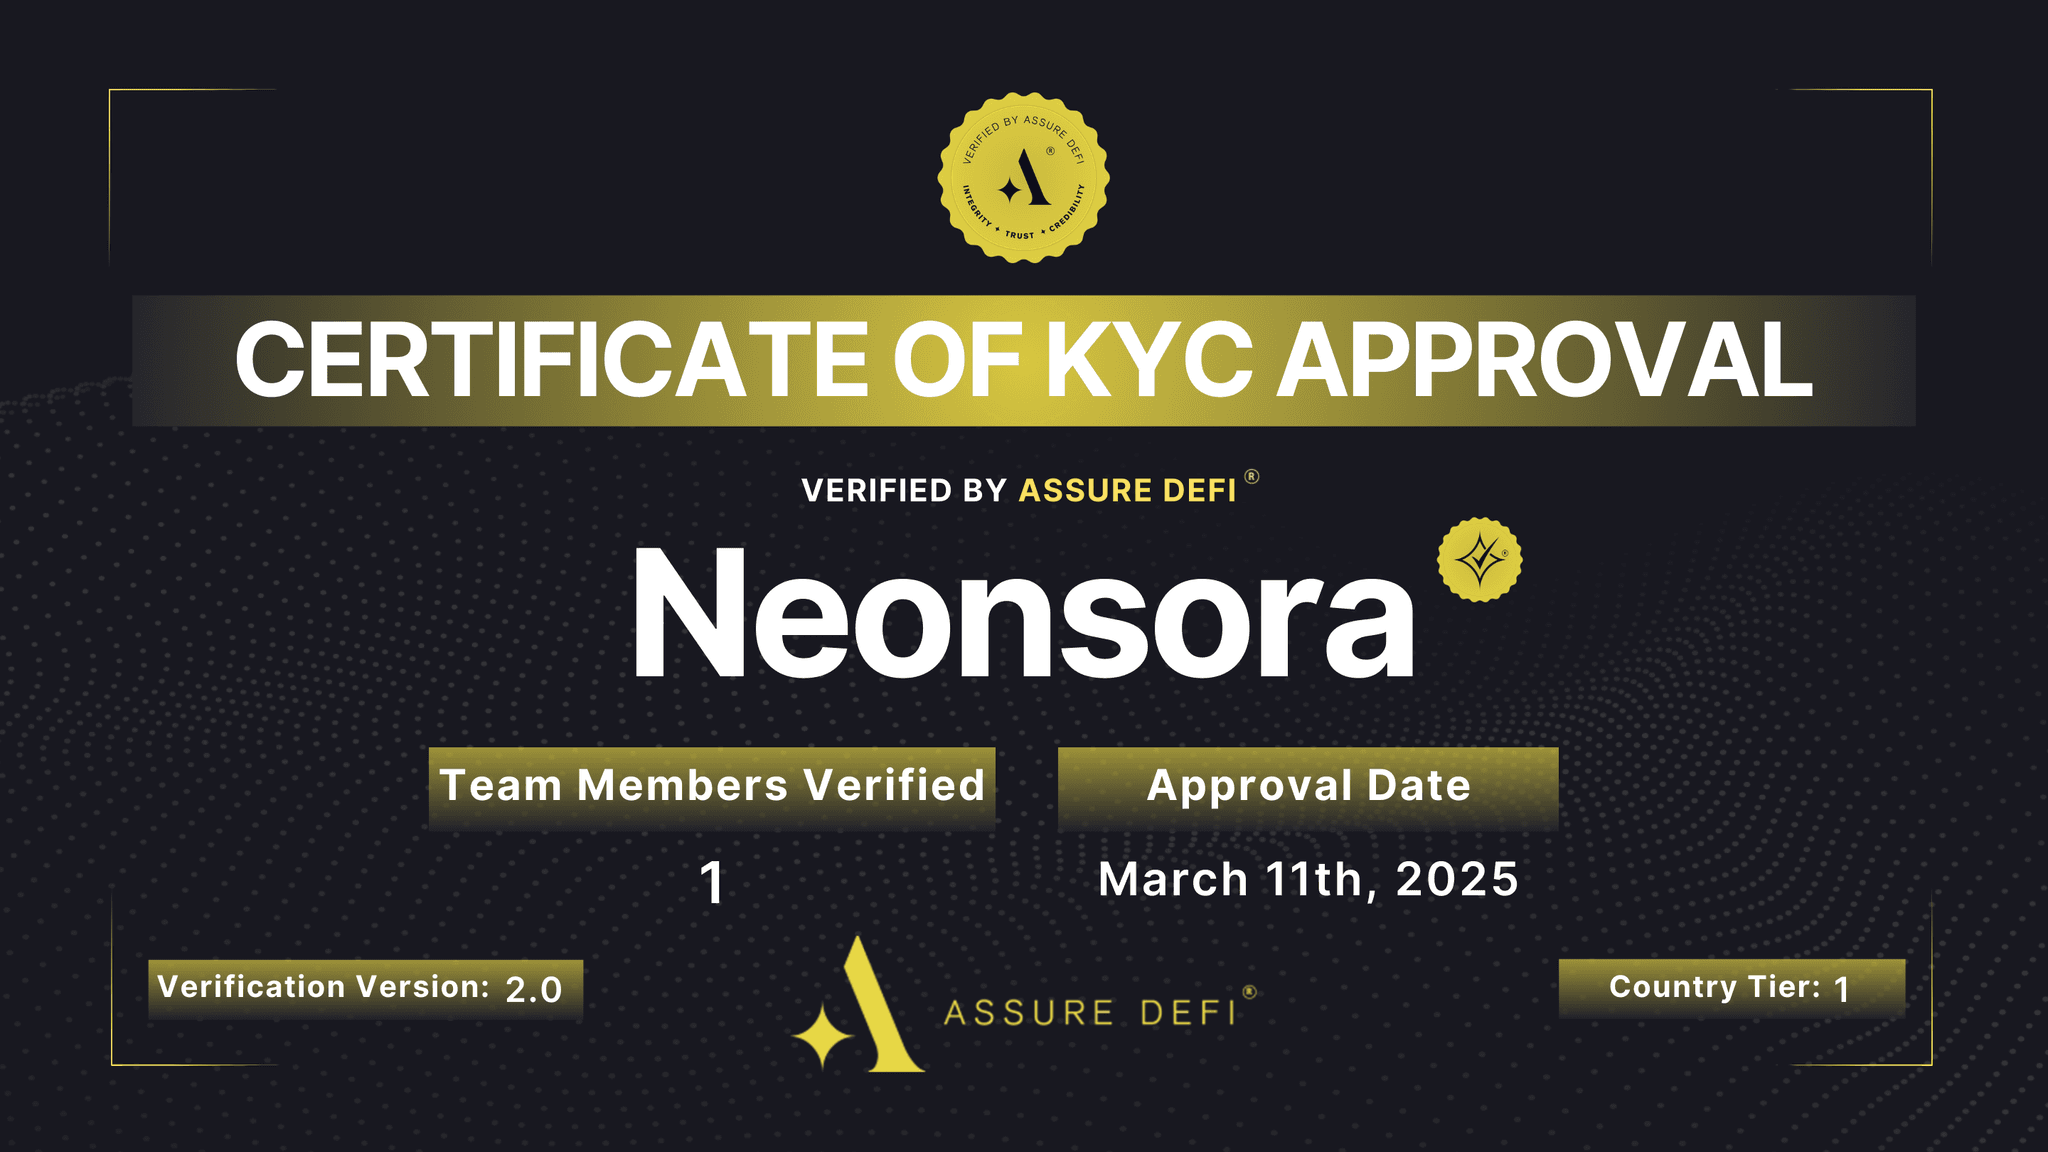 VERIFIED BY ASSURE DEFI
®
INTEGRITY ✦ TRUST ✦ CREDIBILITY
CERTIFICATE OF KYC APPROVAL
VERIFIED BY ASSURE DEFI ®
Neonsora
®
Team Members Verified
Approval Date
1
March 11th, 2025
Verification Version: 2.0
ASSURE DEFI ®
Country Tier: 1